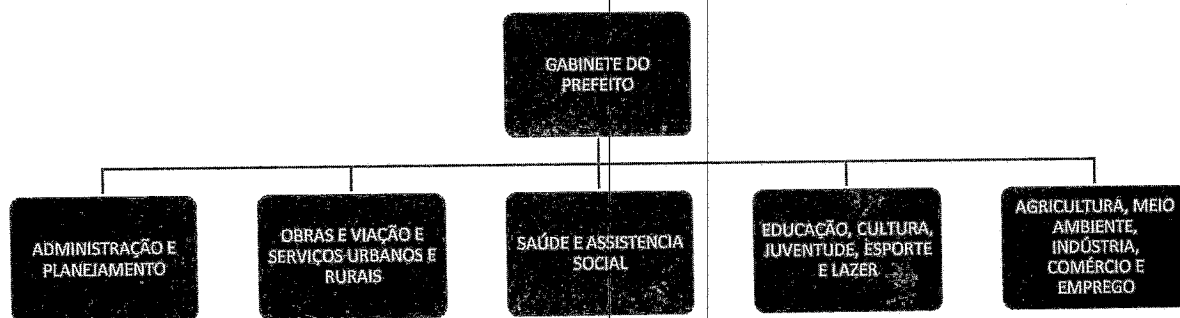 GABINETE DO
PREFEITO
ADMINISTRAÇÃO E
PLANEJAMENTO
OBRAS E VIAÇÃO E
SERVIÇOS URBANOS E
RURAIS
SAÚDE E ASSISTENCIA
SOCIAL
EDUCAÇÃO, CULTURA,
JUVENTUDE, ESPORTE
E LAZER
AGRICULTURA, MEIO
AMBIENTE,
INDÚSTRIA,
COMÉRCIO E
EMPREGO